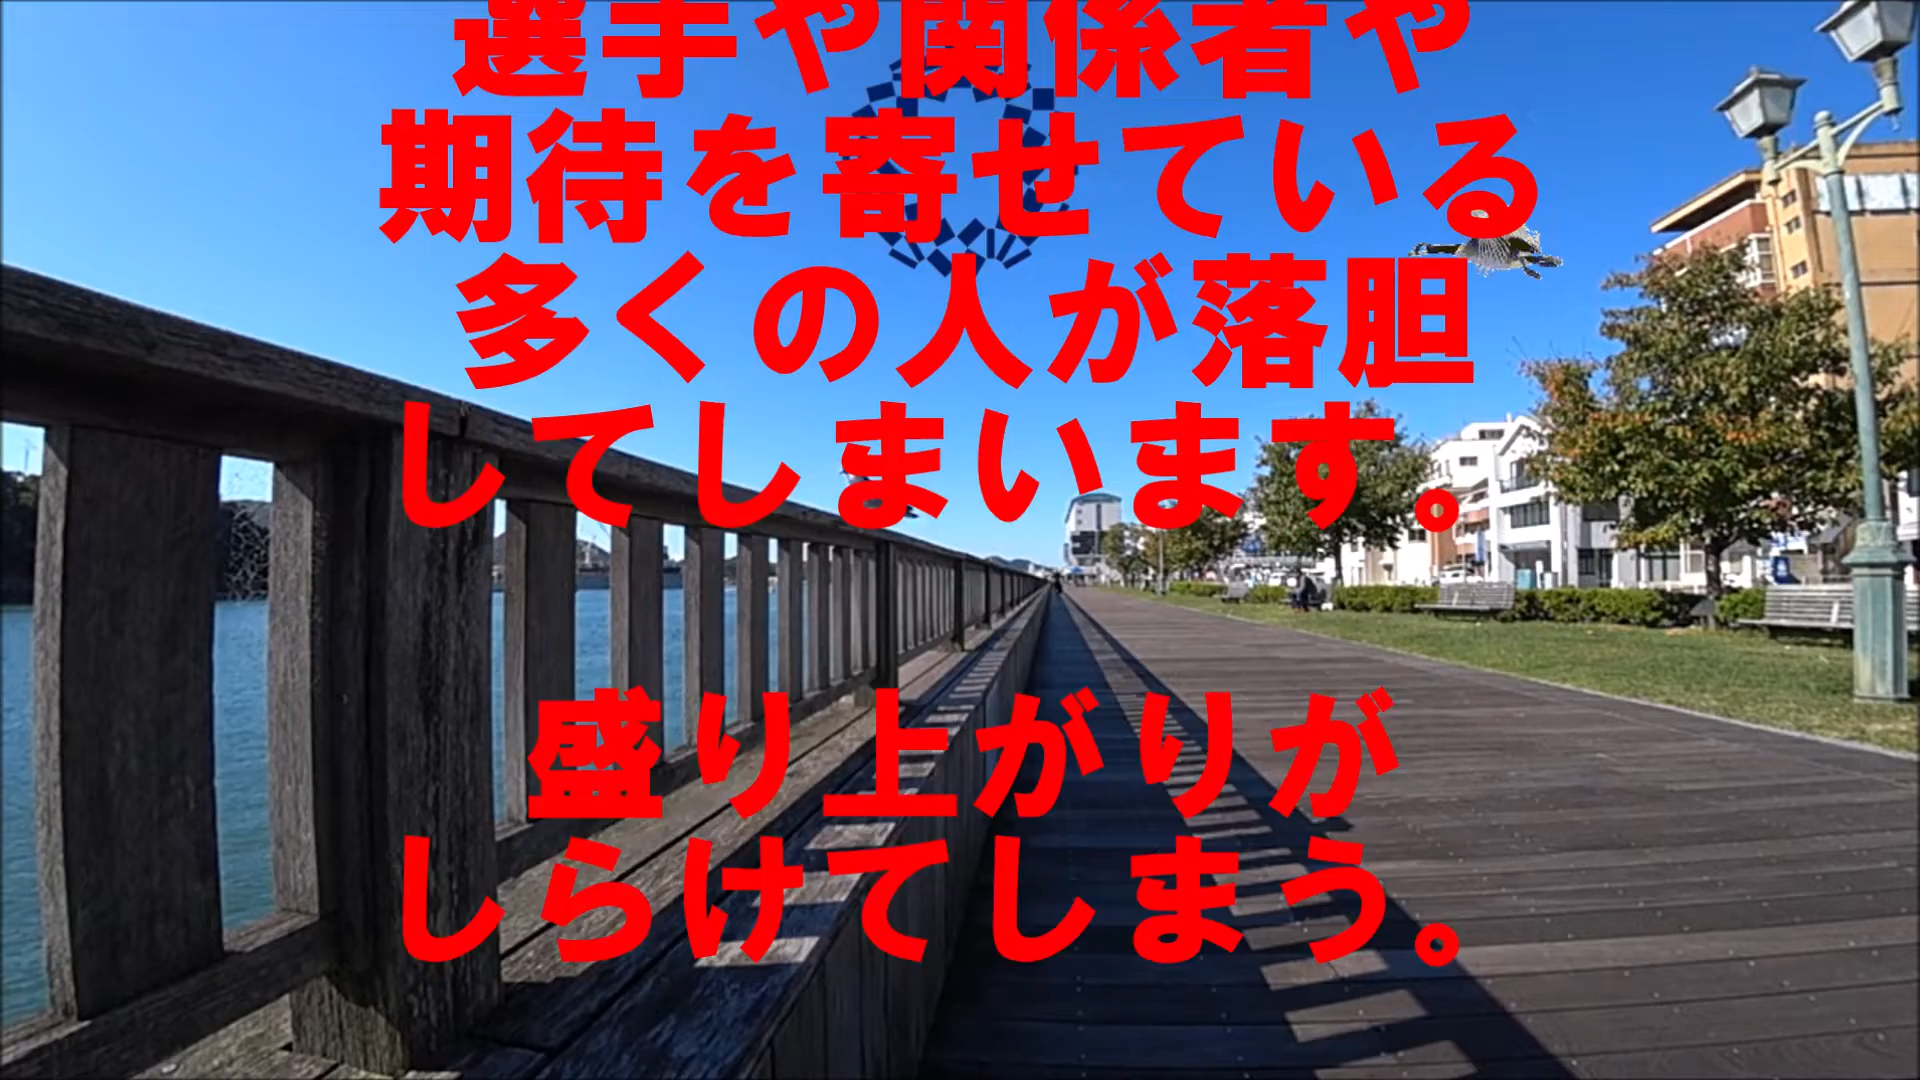 選手や関係者や
期待を寄せている
多くの人が落胆
してしまいます。
盛り上がりが
しらけてしまう。